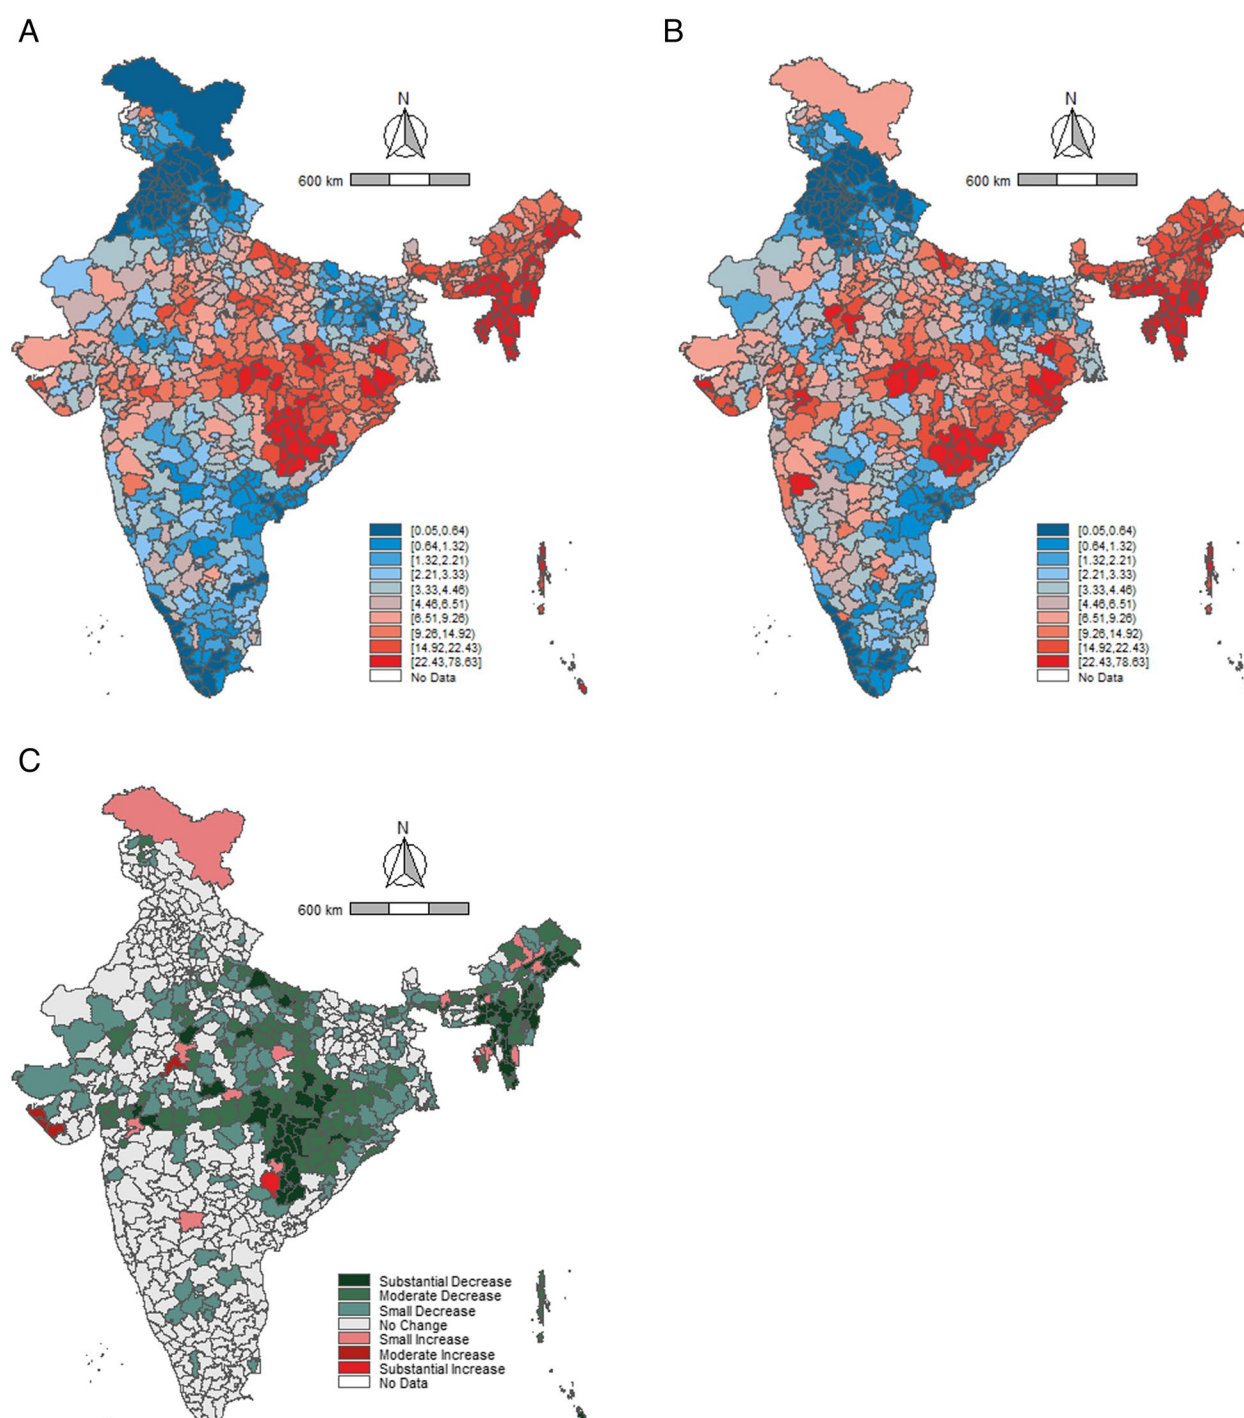 A
B
N
600 km
N
600 km
[0.05,0.64)
[0.64,1.32)
[1.32,2.21)
[2.21,3.33)
[3.33,4.46)
[4.46,6.51)
[6.51,9.26)
[9.26,14.92)
[14.92,22.43)
[22.43,78.63]
No Data
[0.05,0.64)
[0.64,1.32)
[1.32,2.21)
[2.21,3.33)
[3.33,4.46)
[4.46,6.51)
[6.51,9.26)
[9.26,14.92)
[14.92,22.43)
[22.43,78.63]
No Data
C
N
600 km
Substantial Decrease
Moderate Decrease
Small Decrease
No Change
Small Increase
Moderate Increase
Substantial Increase
No Data